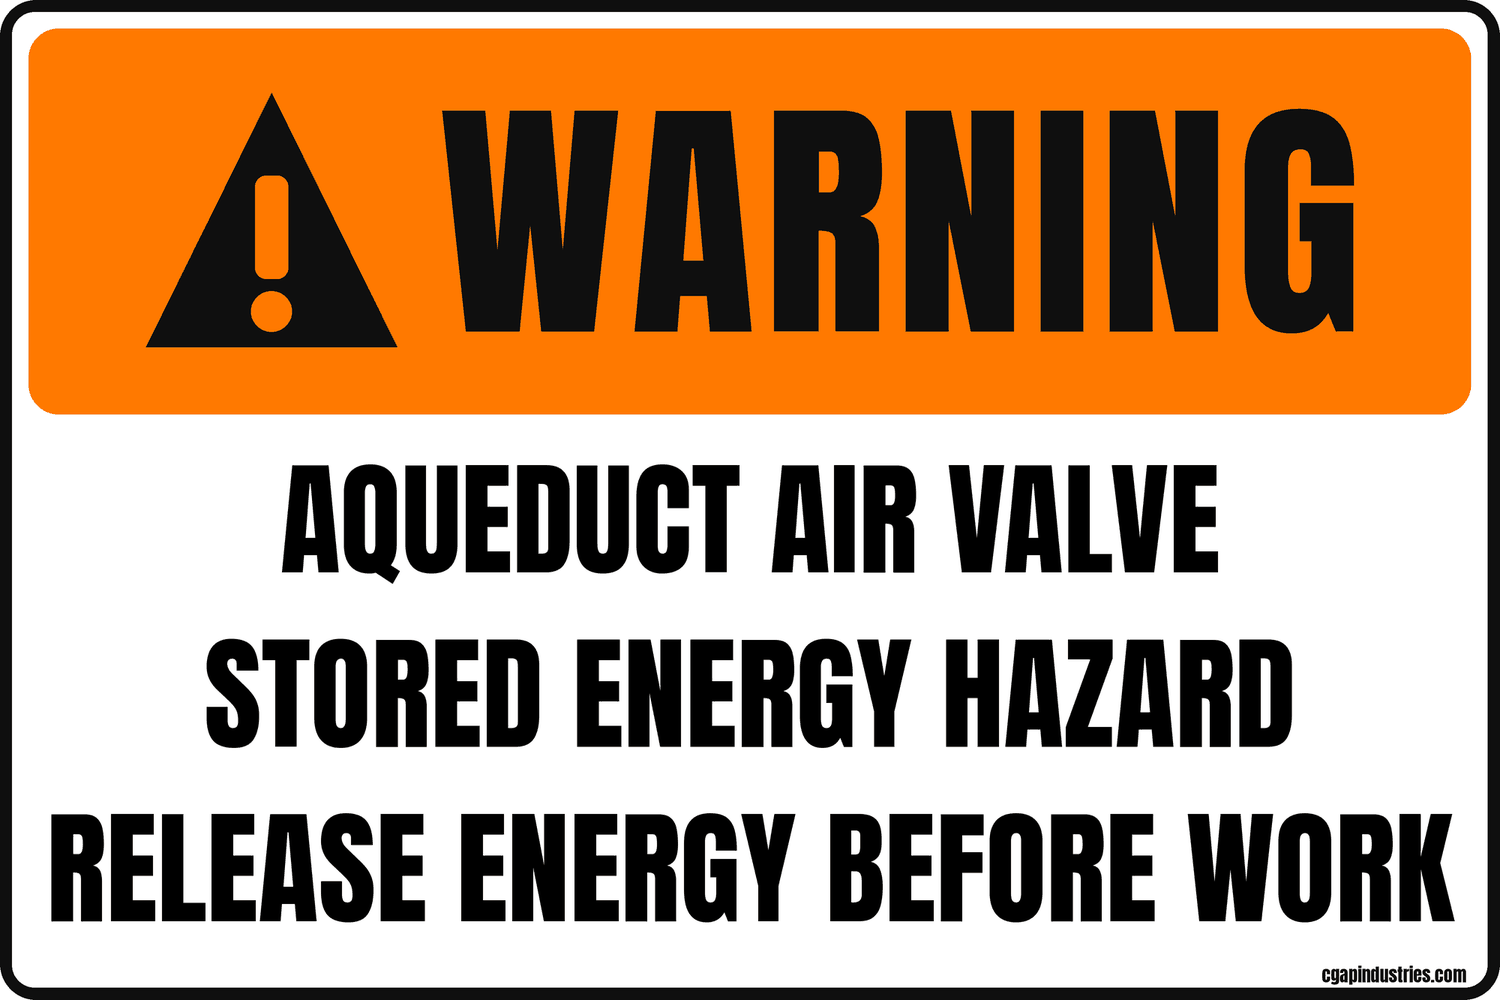 WARNING
AQUEDUCT AIR VALVE
STORED ENERGY HAZARD
RELEASE ENERGY BEFORE WORK
cgapindustries.com